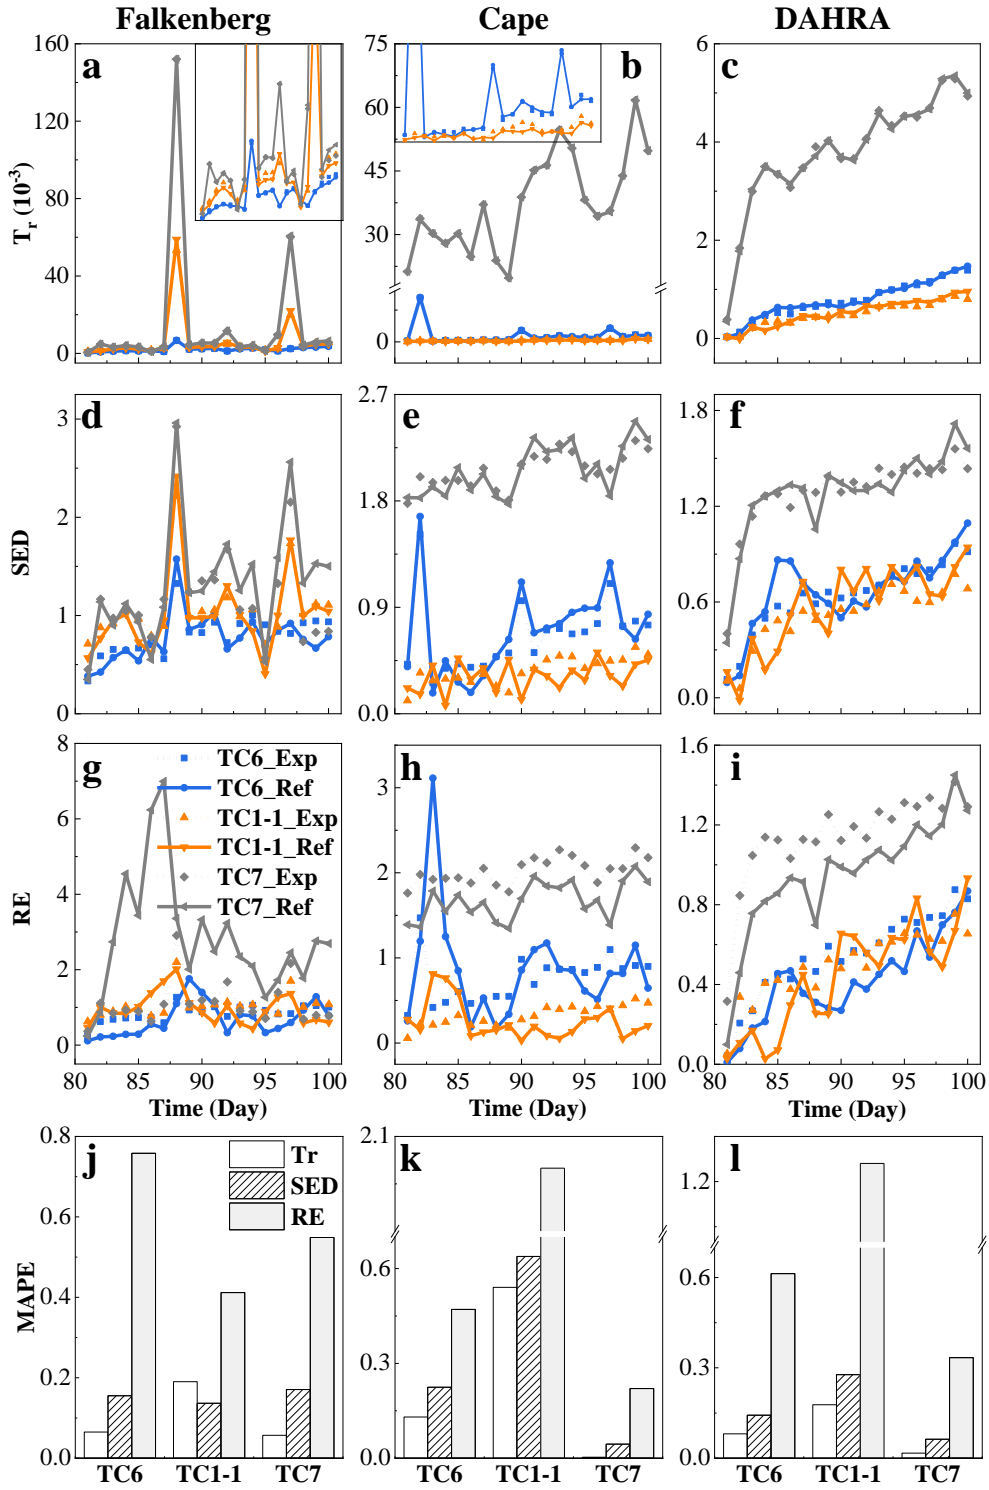 Falkenberg
Cape
DAHRA
a
b
c
T_r (10^-3)
160
120
80
40
0
75
60
45
30
0
6
4
2
0
d
e
f
SED
3
2
1
0
2.7
1.8
0.9
0.0
1.8
1.2
0.6
0.0
g
h
i
TC6_Exp
TC6_Ref
TC1-1_Exp
TC1-1_Ref
TC7_Exp
TC7_Ref
RE
8
6
4
2
0
3
2
1
0
1.6
1.2
0.8
0.4
0.0
80 85 90 95 100
80 85 90 95 100
80 85 90 95 100
Time (Day)
Time (Day)
Time (Day)
j
k
l
Tr
SED
RE
MAPE
0.8
0.6
0.4
0.2
0.0
2.1
0.6
0.3
0.0
1.2
0.6
0.3
0.0
TC6 TC1-1 TC7
TC6 TC1-1 TC7
TC6 TC1-1 TC7